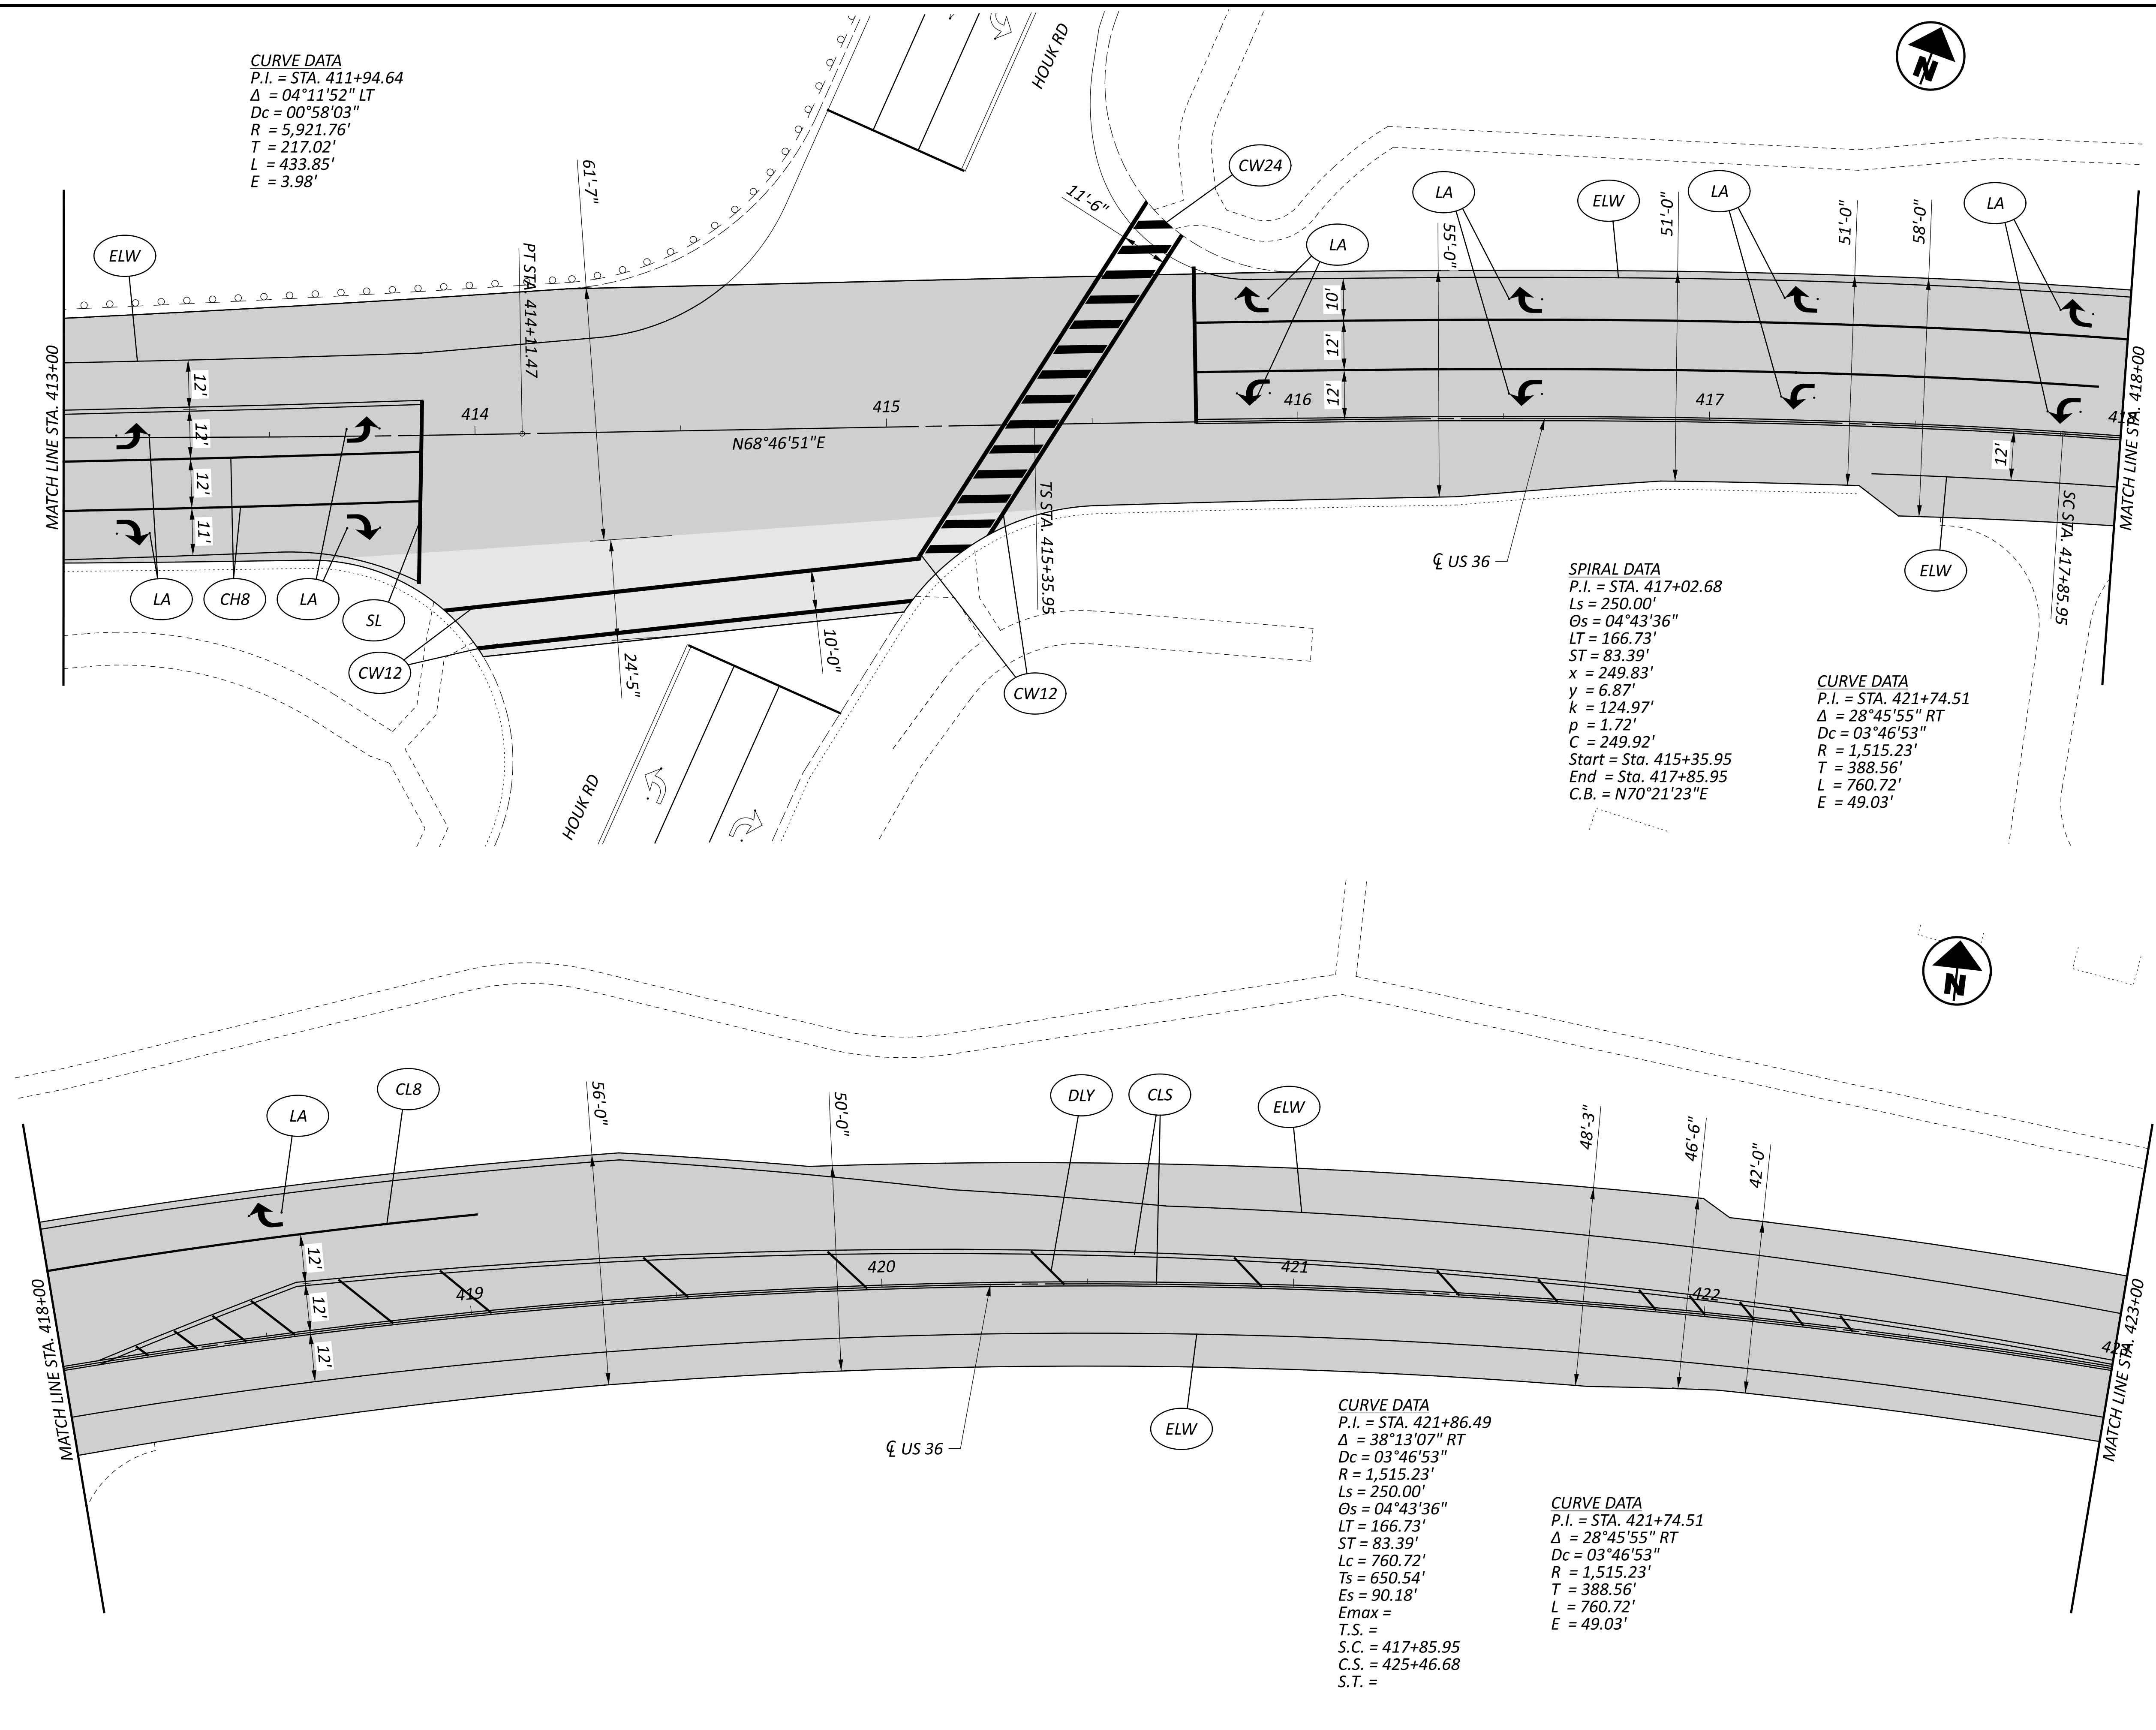 CURVE DATA
P.I. = STA. 411+94.64
Δ = 04°11'52" LT
Dc = 00°58'03"
R = 5,921.76'
T = 217.02'
L = 433.85'
E = 3.98'
HOUK RD
N
CW24
11'-6"
61'-7"
LA
LA
ELW
LA
LA
55'-0"
51'-0"
51'-0"
58'-0"
ELW
PT STA. 414+11.47
MATCH LINE STA. 413+00
12'
12'
12'
11'
10'
12'
12'
12'
414
415
416
417
418
N68°46'51"E
MATCH LINE STA. 418+00
TS STA. 415+35.95
SC STA. 417+85.95
LA
CH8
LA
SL
CW12
24'-5"
10'-0"
CW12
℄ US 36
ELW
HOUK RD
SPIRAL DATA
P.I. = STA. 417+02.68
Ls = 250.00'
Θs = 04°43'36"
LT = 166.73'
ST = 83.39'
x = 249.83'
y = 6.87'
k = 124.97'
p = 1.72'
C = 249.92'
Start = Sta. 415+35.95
End = Sta. 417+85.95
C.B. = N70°21'23"E
CURVE DATA
P.I. = STA. 421+74.51
Δ = 28°45'55" RT
Dc = 03°46'53"
R = 1,515.23'
T = 388.56'
L = 760.72'
E = 49.03'
N
LA
CL8
56'-0"
50'-0"
DLY
CLS
ELW
48'-3"
46'-6"
42'-0"
MATCH LINE STA. 418+00
12'
12'
12'
419
420
421
422
423
MATCH LINE STA. 423+00
℄ US 36
ELW
CURVE DATA
P.I. = STA. 421+86.49
Δ = 38°13'07" RT
Dc = 03°46'53"
R = 1,515.23'
Ls = 250.00'
Θs = 04°43'36"
LT = 166.73'
ST = 83.39'
Lc = 760.72'
Ts = 650.54'
Es = 90.18'
Emax =
T.S. =
S.C. = 417+85.95
C.S. = 425+46.68
S.T. =
CURVE DATA
P.I. = STA. 421+74.51
Δ = 28°45'55" RT
Dc = 03°46'53"
R = 1,515.23'
T = 388.56'
L = 760.72'
E = 49.03'